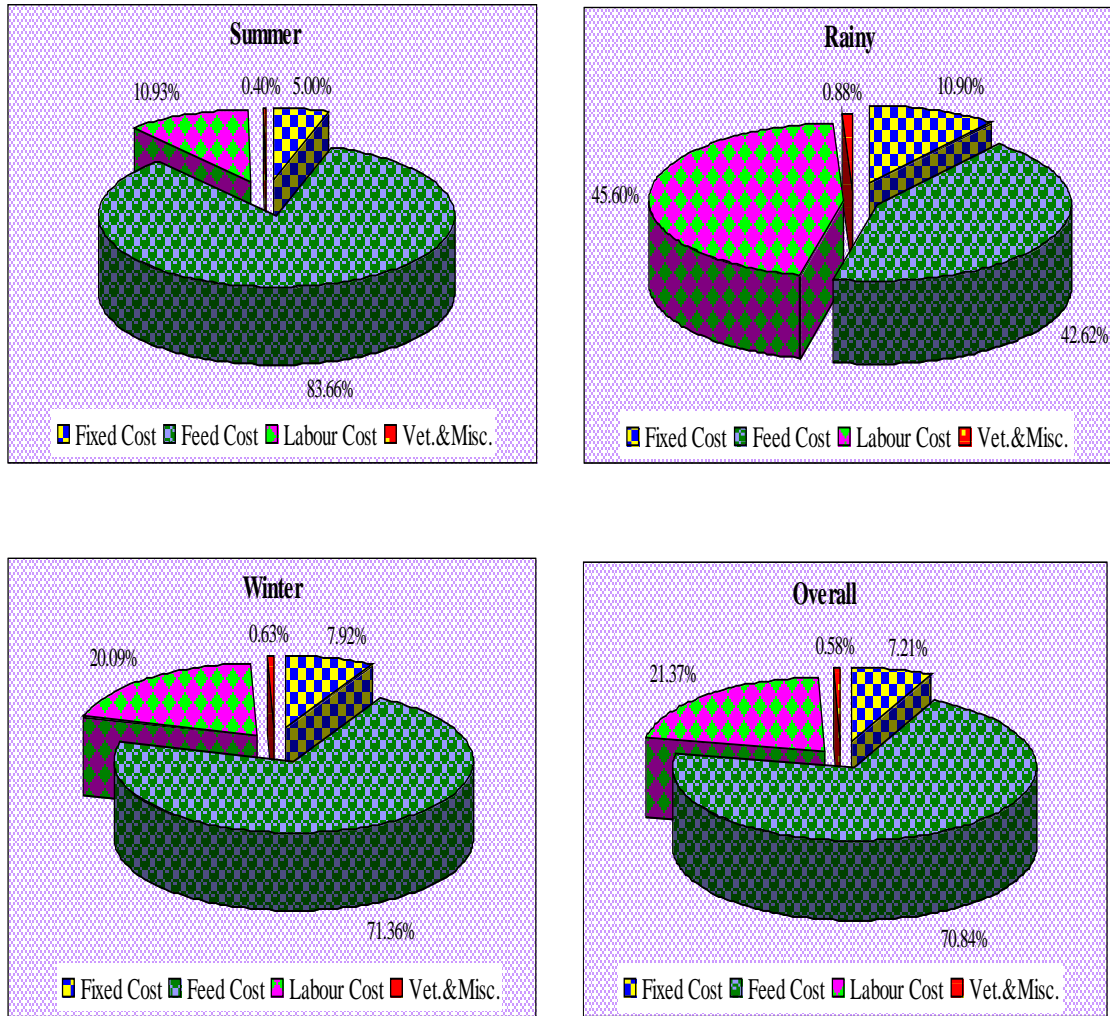 Summer
10.93% 0.40% 5.00%
83.66%
Fixed Cost Feed Cost Labour Cost Vet.&Misc.
Rainy
0.88% 10.90%
45.60%
42.62%
Fixed Cost Feed Cost Labour Cost Vet.&Misc.
Winter
20.09% 0.63% 7.92%
71.36%
Fixed Cost Feed Cost Labour Cost Vet.&Misc.
Overall
21.37% 0.58% 7.21%
70.84%
Fixed Cost Feed Cost Labour Cost Vet.&Misc.